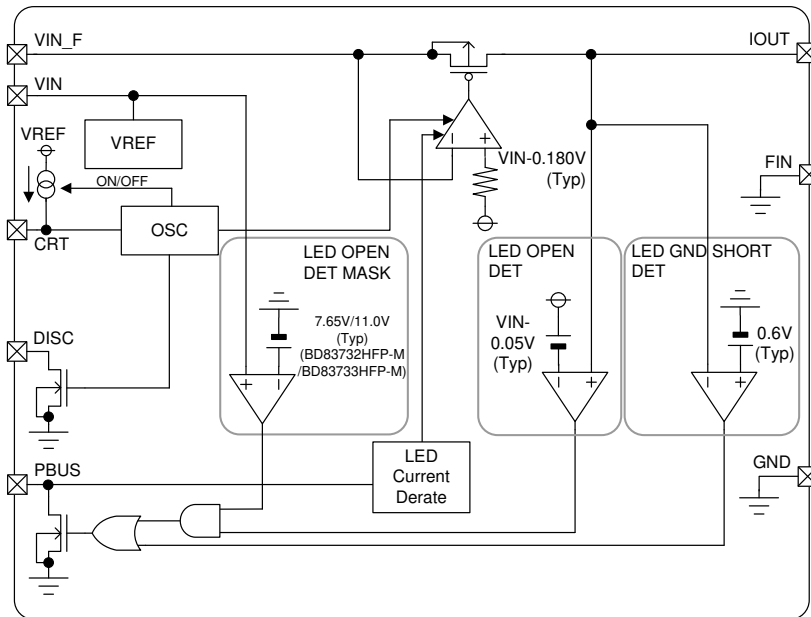 VIN_F
IOUT
VIN
VREF
VREF
ON/OFF
VIN-0.180V
(Typ)
FIN
CRT
OSC
LED OPEN
DET MASK
7.65V/11.0V
(Typ)
(BD83732HFP-M
/BD83733HFP-M)
+ −
LED OPEN
DET
VIN-
0.05V
(Typ)
− +
LED GND SHORT
DET
0.6V
(Typ)
− +
− +
DISC
PBUS
LED
Current
Derate
GND